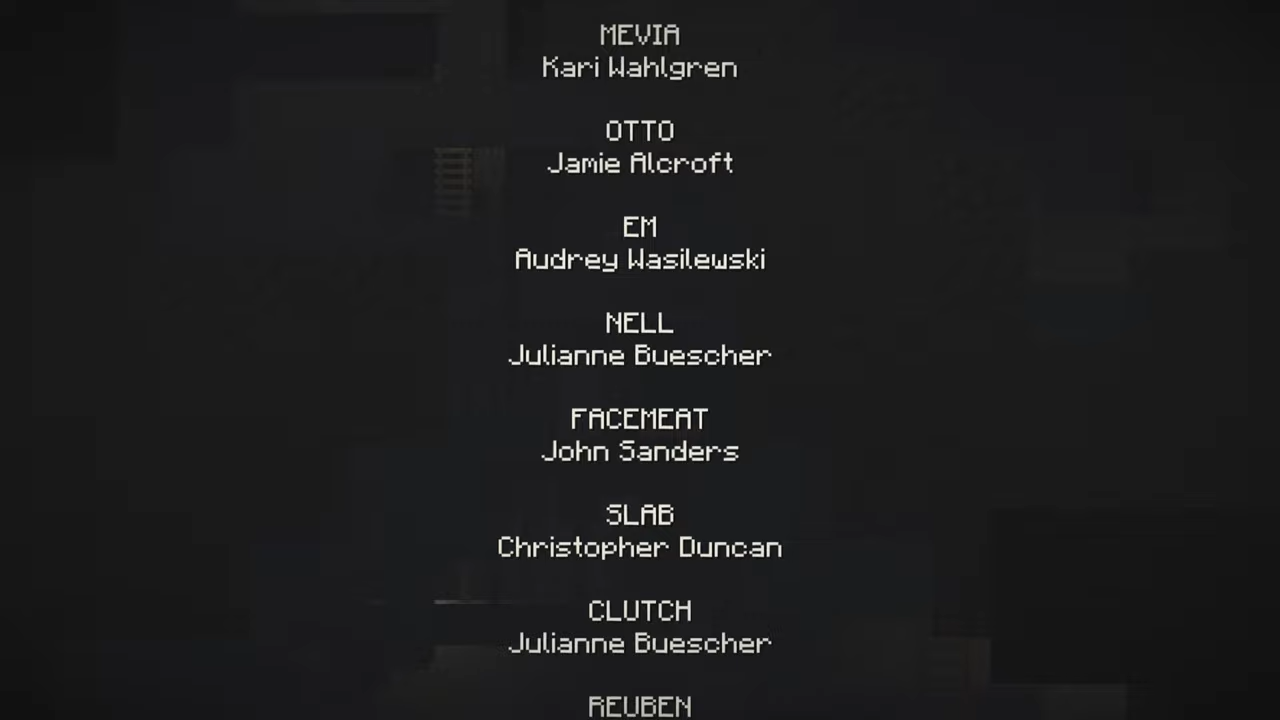 MEVIA
Kari Wahlgren
OTTO
Jamie Alcroft
EM
Audrey Wasilewski
NELL
Julianne Buescher
FACEMEAT
John Sanders
SLAB
Christopher Duncan
CLUTCH
Julianne Buescher
REUBEN